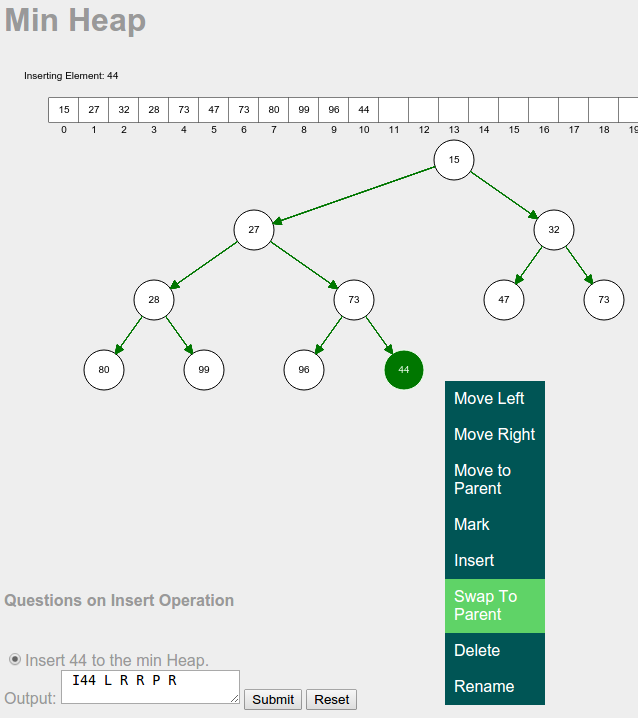 Min Heap
Inserting Element: 44
15 27 32 28 73 47 73 80 99 96 44
0 1 2 3 4 5 6 7 8 9 10 11 12 13 14 15 16 17 18 19
15
27 32
28 73 47 73
80 99 96 44
Move Left
Move Right
Move to
Parent
Mark
Insert
Swap To
Parent
Delete
Rename
Questions on Insert Operation
Insert 44 to the min Heap.
Output: I44 L R R P R Submit Reset